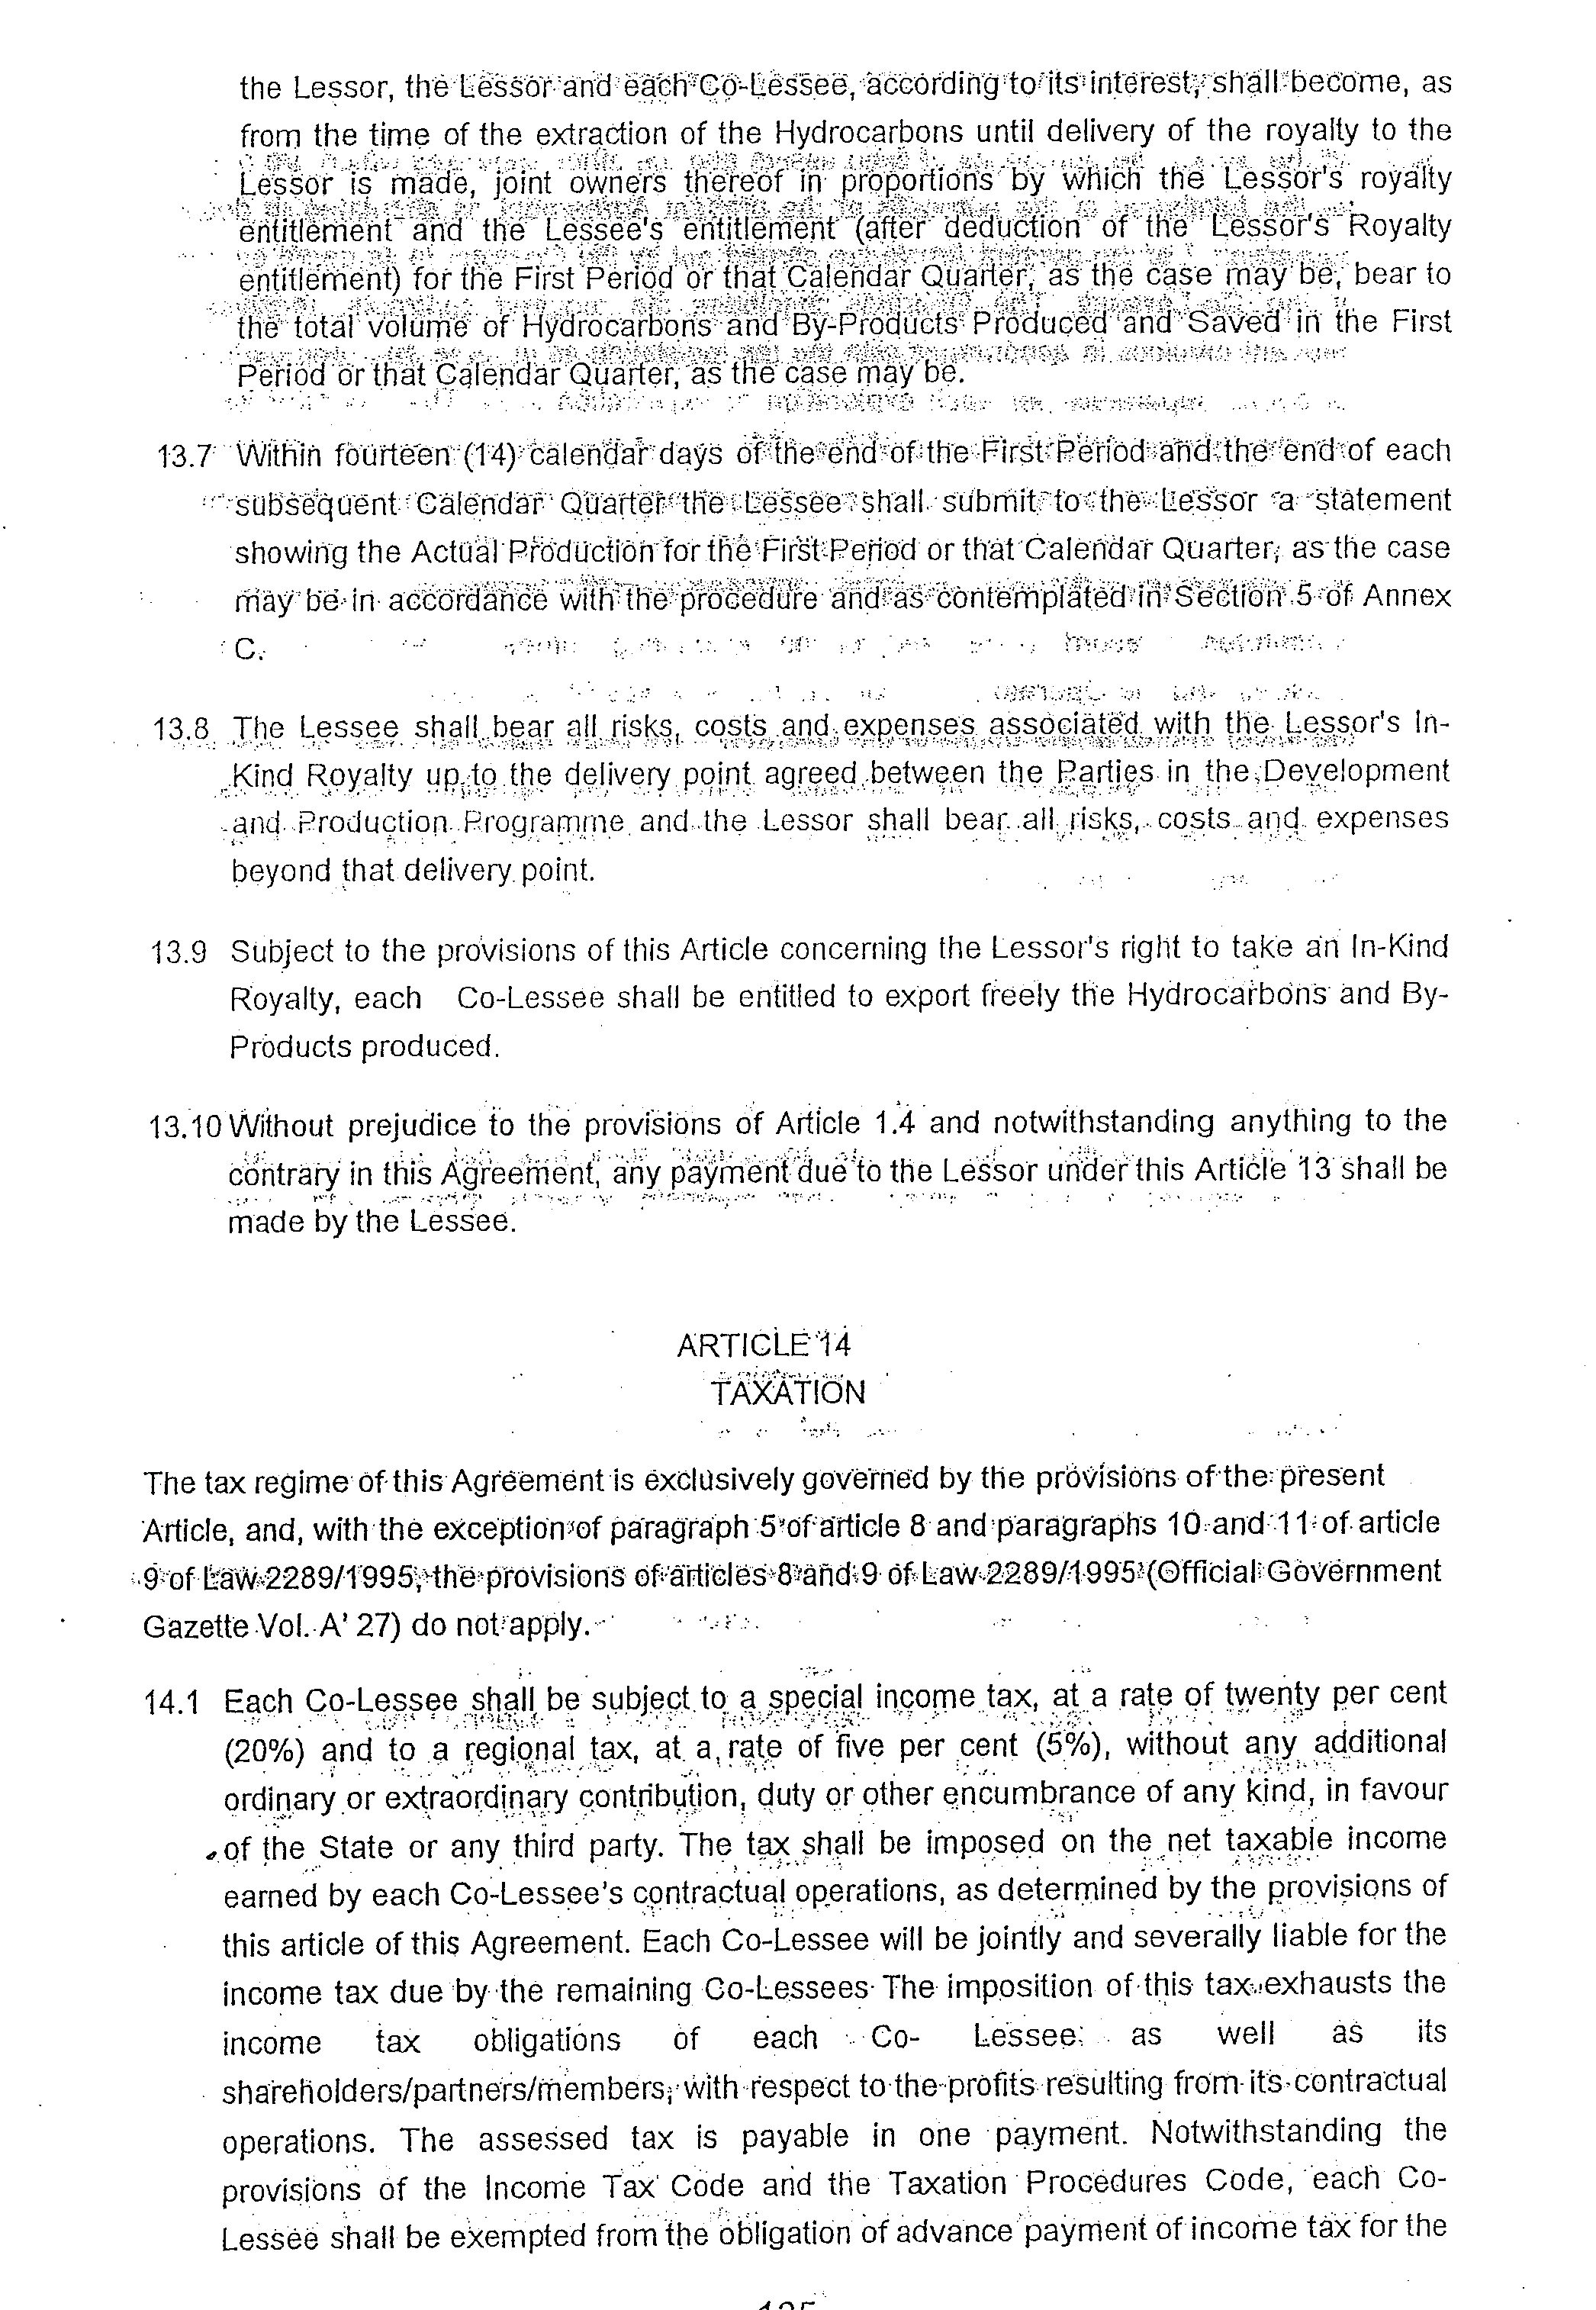 the Lessor, the Lessor and each Co-Lessee, according to its interest, shall become, as
from the time of the extraction of the Hydrocarbons until delivery of the royalty to the
Lessor is made, joint owners thereof in proportions by which the Lessor's royalty
entitlement and the Lessee's entitlement (after deduction of the Lessor's Royalty
entitlement) for the First Period or that Calendar Quarter, as the case may be, bear to
the total volume of Hydrocarbons and By-Products Produced and Saved in the First
Period or that Calendar Quarter, as the case may be.
13.7 Within fourteen (14) calendar days of the end of the First Period and the end of each
subsequent Calendar Quarter the Lessee shall submit to the Lessor a statement
showing the Actual Production for the First Period or that Calendar Quarter, as the case
may be in accordance with the procedure and as contemplated in Section 5 of Annex
C.
13.8 The Lessee shall bear all risks, costs and expenses associated with the Lessor's In-
Kind Royalty up to the delivery point agreed between the Parties in the Development
and Production Programme and the Lessor shall bear all risks, costs and expenses
beyond that delivery point.
13.9 Subject to the provisions of this Article concerning the Lessor's right to take an In-Kind
Royalty, each Co-Lessee shall be entitled to export freely the Hydrocarbons and By-
Products produced.
13.10 Without prejudice to the provisions of Article 1.4 and notwithstanding anything to the
contrary in this Agreement, any payment due to the Lessor under this Article 13 shall be
made by the Lessee.
ARTICLE 14
TAXATION
The tax regime of this Agreement is exclusively governed by the provisions of the present
Article, and, with the exception of paragraph 5 of article 8 and paragraphs 10 and 11 of article
9 of Law 2289/1995, the provisions of articles 8 and 9 of Law 2289/1995 (Official Government
Gazette Vol. A' 27) do not apply.
14.1 Each Co-Lessee shall be subject to a special income tax, at a rate of twenty per cent
(20%) and to a regional tax, at a rate of five per cent (5%), without any additional
ordinary or extraordinary contribution, duty or other encumbrance of any kind, in favour
of the State or any third party. The tax shall be imposed on the net taxable income
earned by each Co-Lessee's contractual operations, as determined by the provisions of
this article of this Agreement. Each Co-Lessee will be jointly and severally liable for the
income tax due by the remaining Co-Lessees The imposition of this tax exhausts the
income tax obligations of each Co- Lessee as well as its
shareholders/partners/members, with respect to the profits resulting from its contractual
operations. The assessed tax is payable in one payment. Notwithstanding the
provisions of the Income Tax Code and the Taxation Procedures Code, each Co-
Lessee shall be exempted from the obligation of advance payment of income tax for the